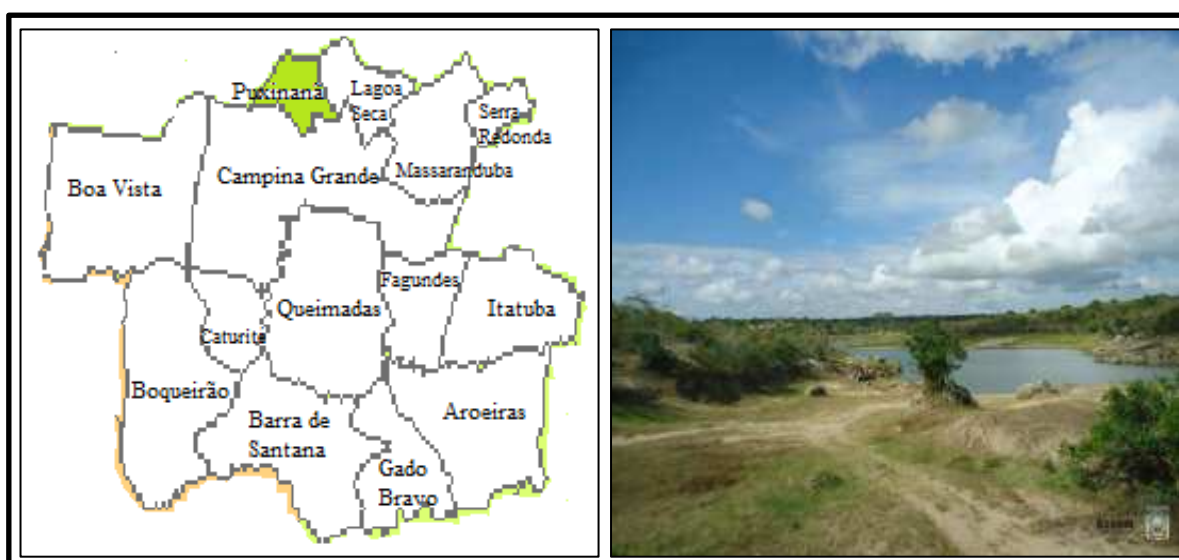 Puxinanã
Lagoa
Seca
Serra
Redonda
Massaranduba
Campina Grande
Boa Vista
Fagundes
Queimadas
Itatuba
Caturité
Boqueirão
Aroeiras
Barra de
Santana
Gado
Bravo